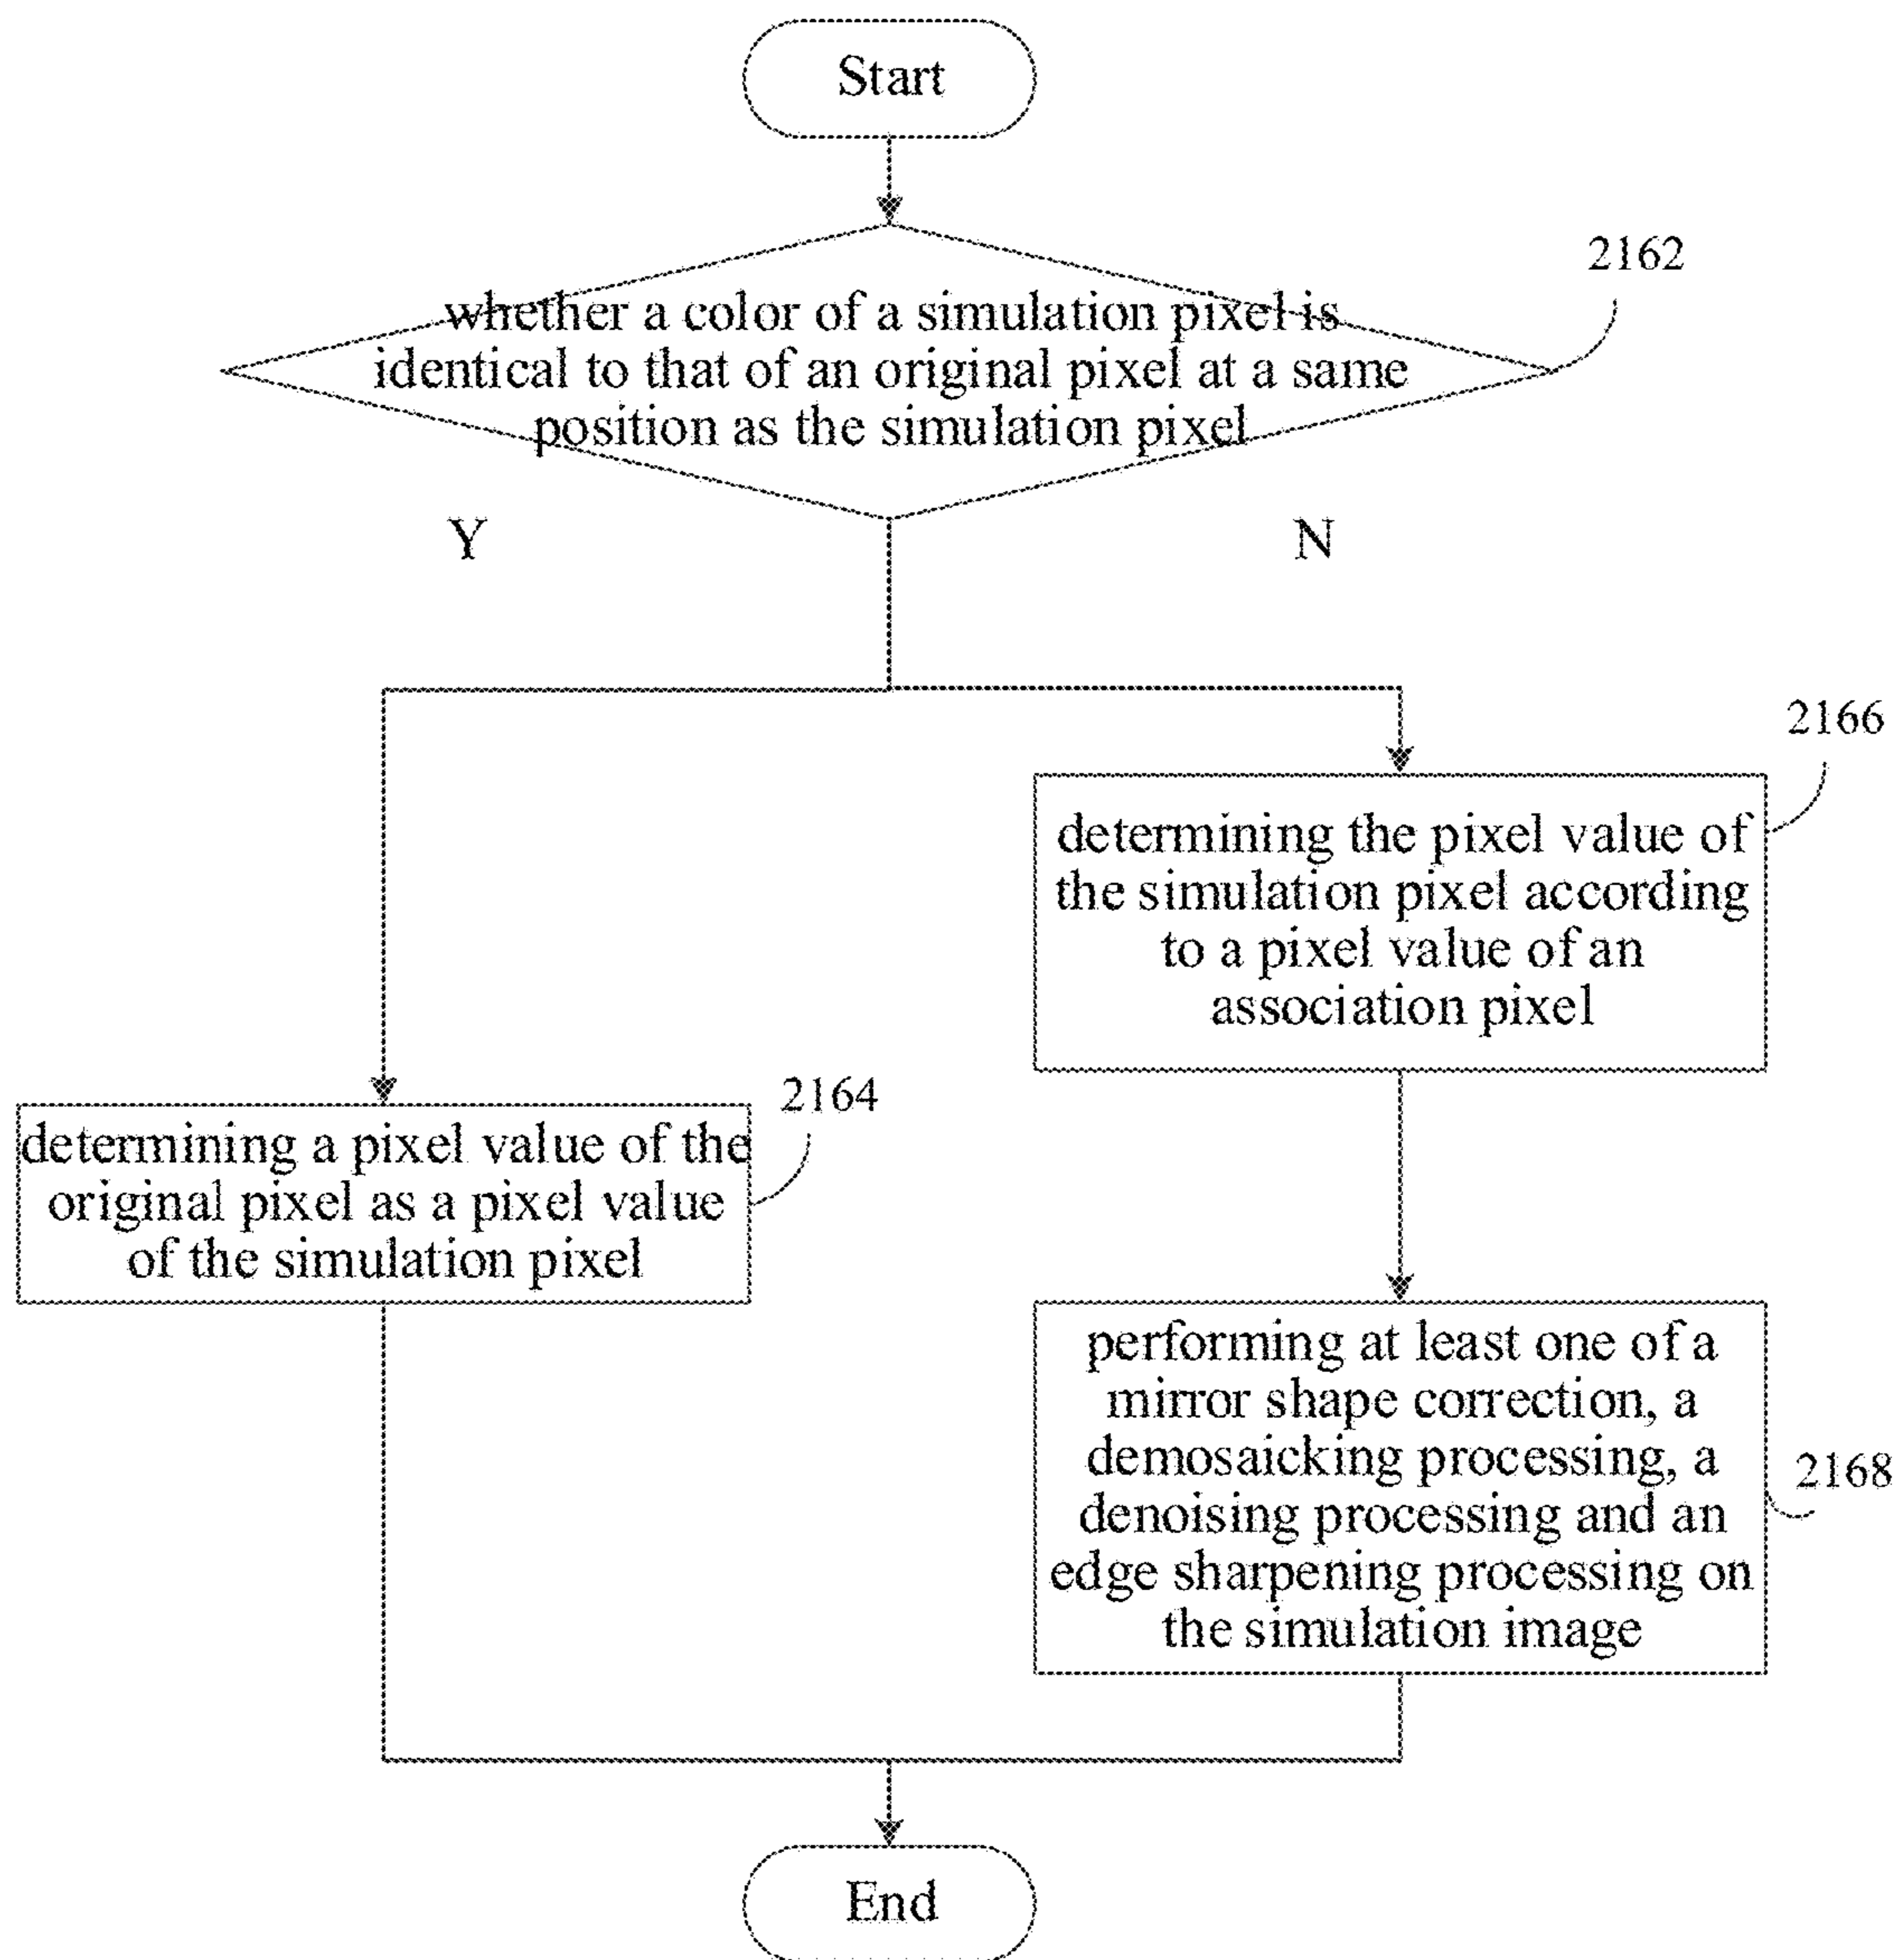 Start
2162
whether a color of a simulation pixel is
identical to that of an original pixel at a same
position as the simulation pixel
Y
N
2166
determining the pixel value of
the simulation pixel according
to a pixel value of an
association pixel
2164
determining a pixel value of the
original pixel as a pixel value
of the simulation pixel
performing at least one of a
mirror shape correction, a
demosaicking processing, a
denoising processing and an
edge sharpening processing on
the simulation image
2168
End